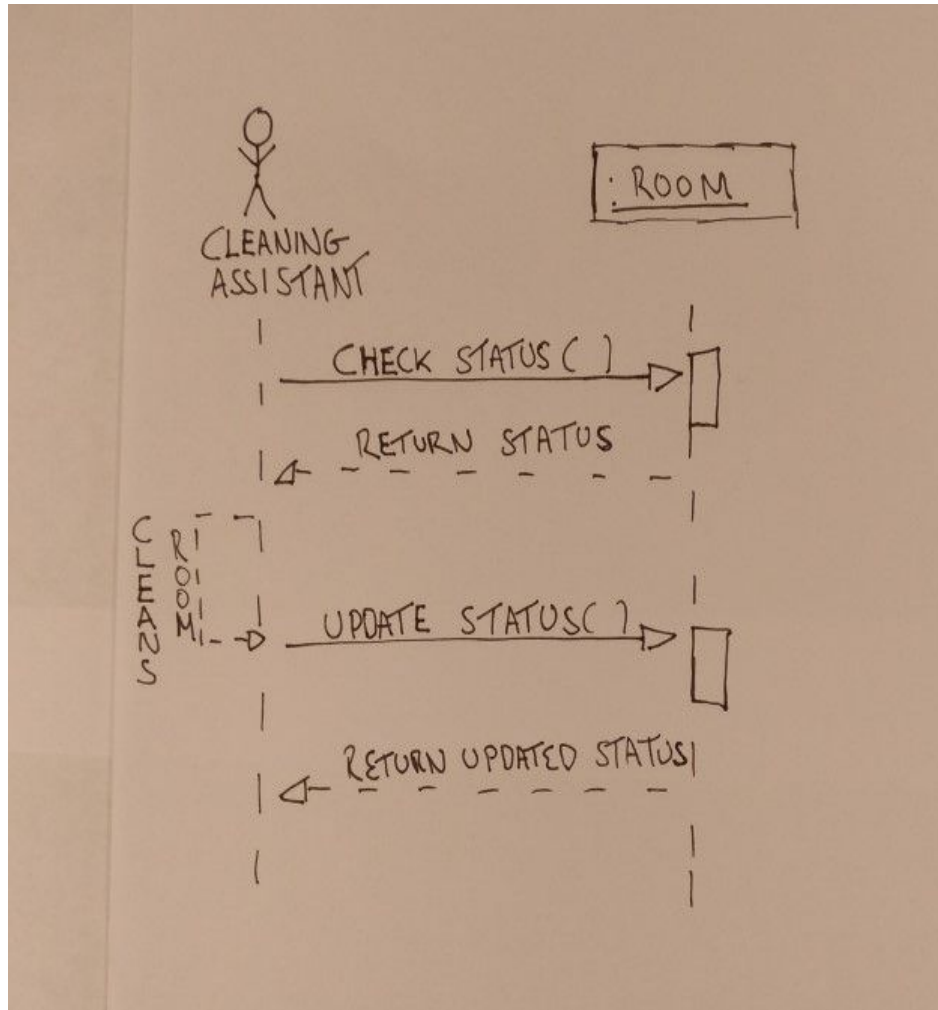 : ROOM
CLEANING
ASSISTANT
CHECK STATUS( )
RETURN STATUS
CLEANS
ROOM
UPDATE STATUS( )
RETURN UPDATED STATUS